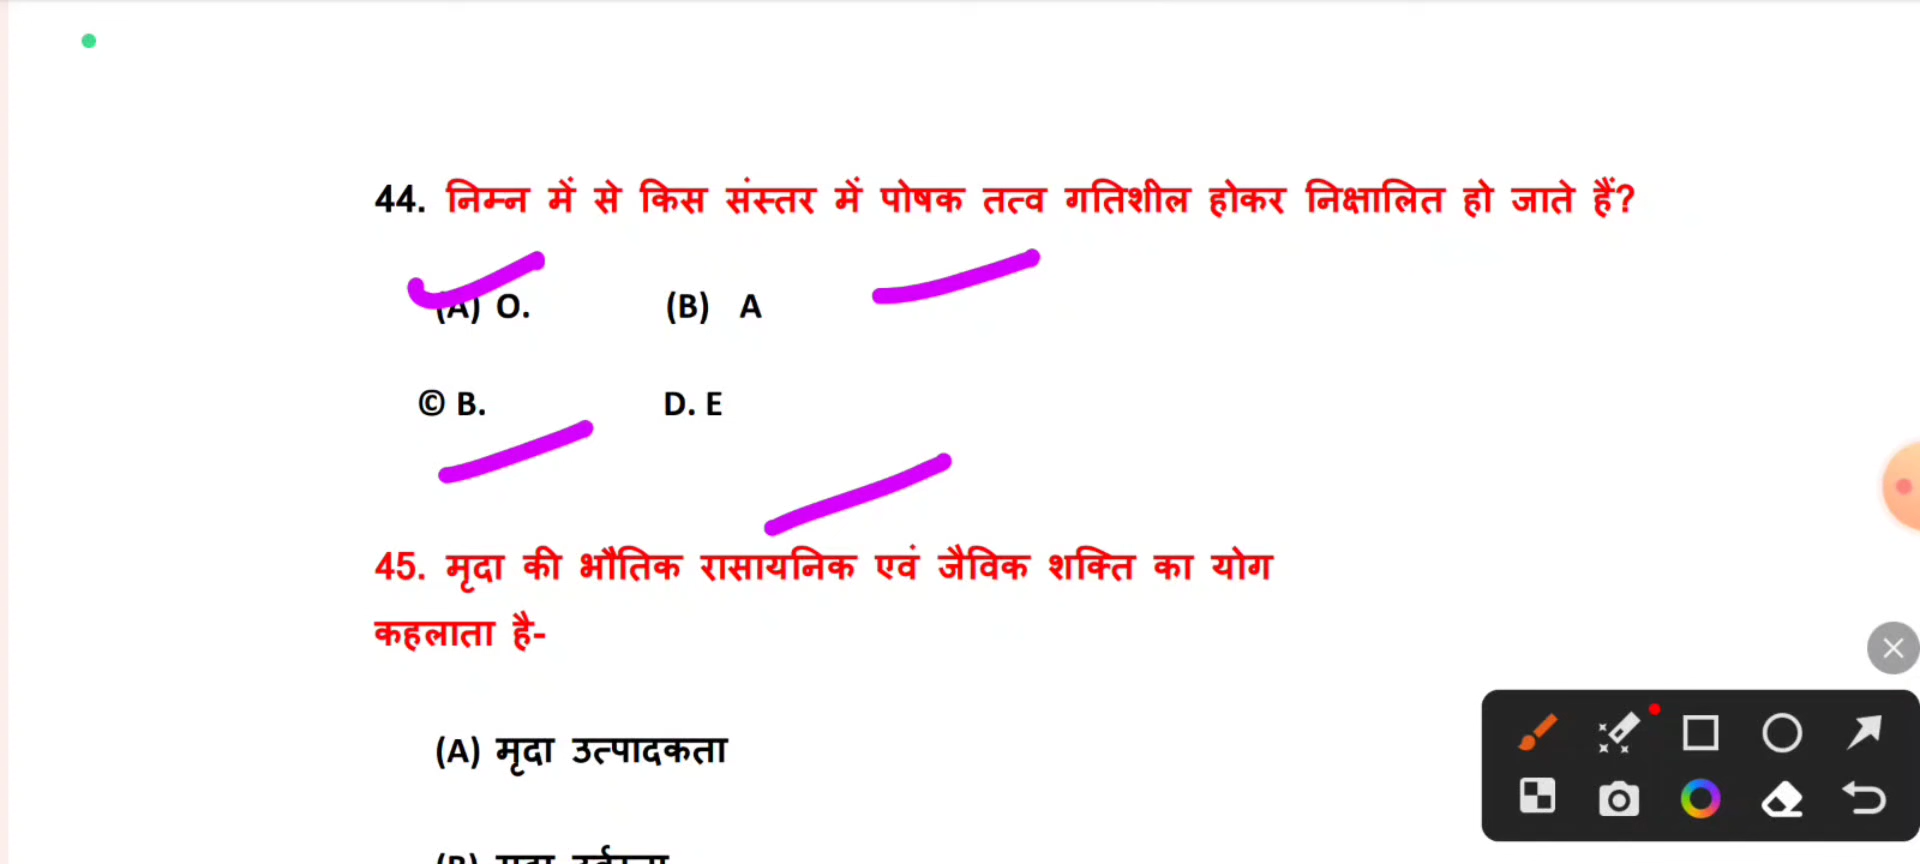 44. निम्न में से किस संस्तर में पोषक तत्व गतिशील होकर निक्षालित हो जाते हैं?
(A) O. (B) A
© B. D. E
45. मृदा की भौतिक रासायनिक एवं जैविक शक्ति का योग
कहलाता है-
(A) मृदा उत्पादकता